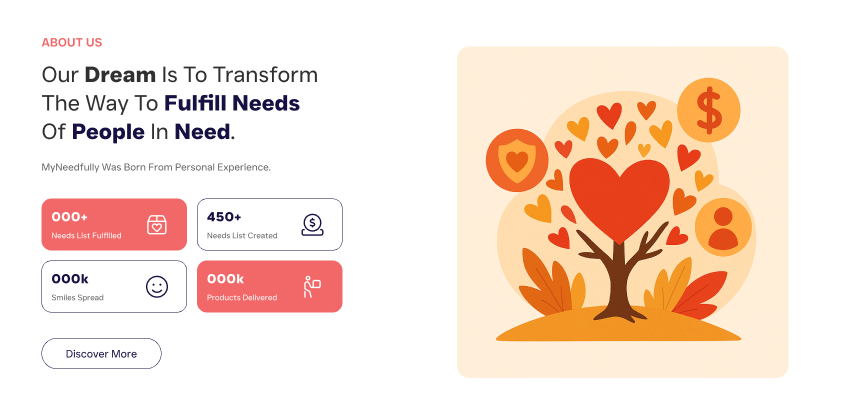 ABOUT US
Our Dream Is To Transform
The Way To Fulfill Needs
Of People In Need.
MyNeedfully Was Born From Personal Experience.
000+
Needs List Fulfilled
450+
Needs List Created
$
000k
Smiles Spread
000k
Products Delivered
Discover More
$